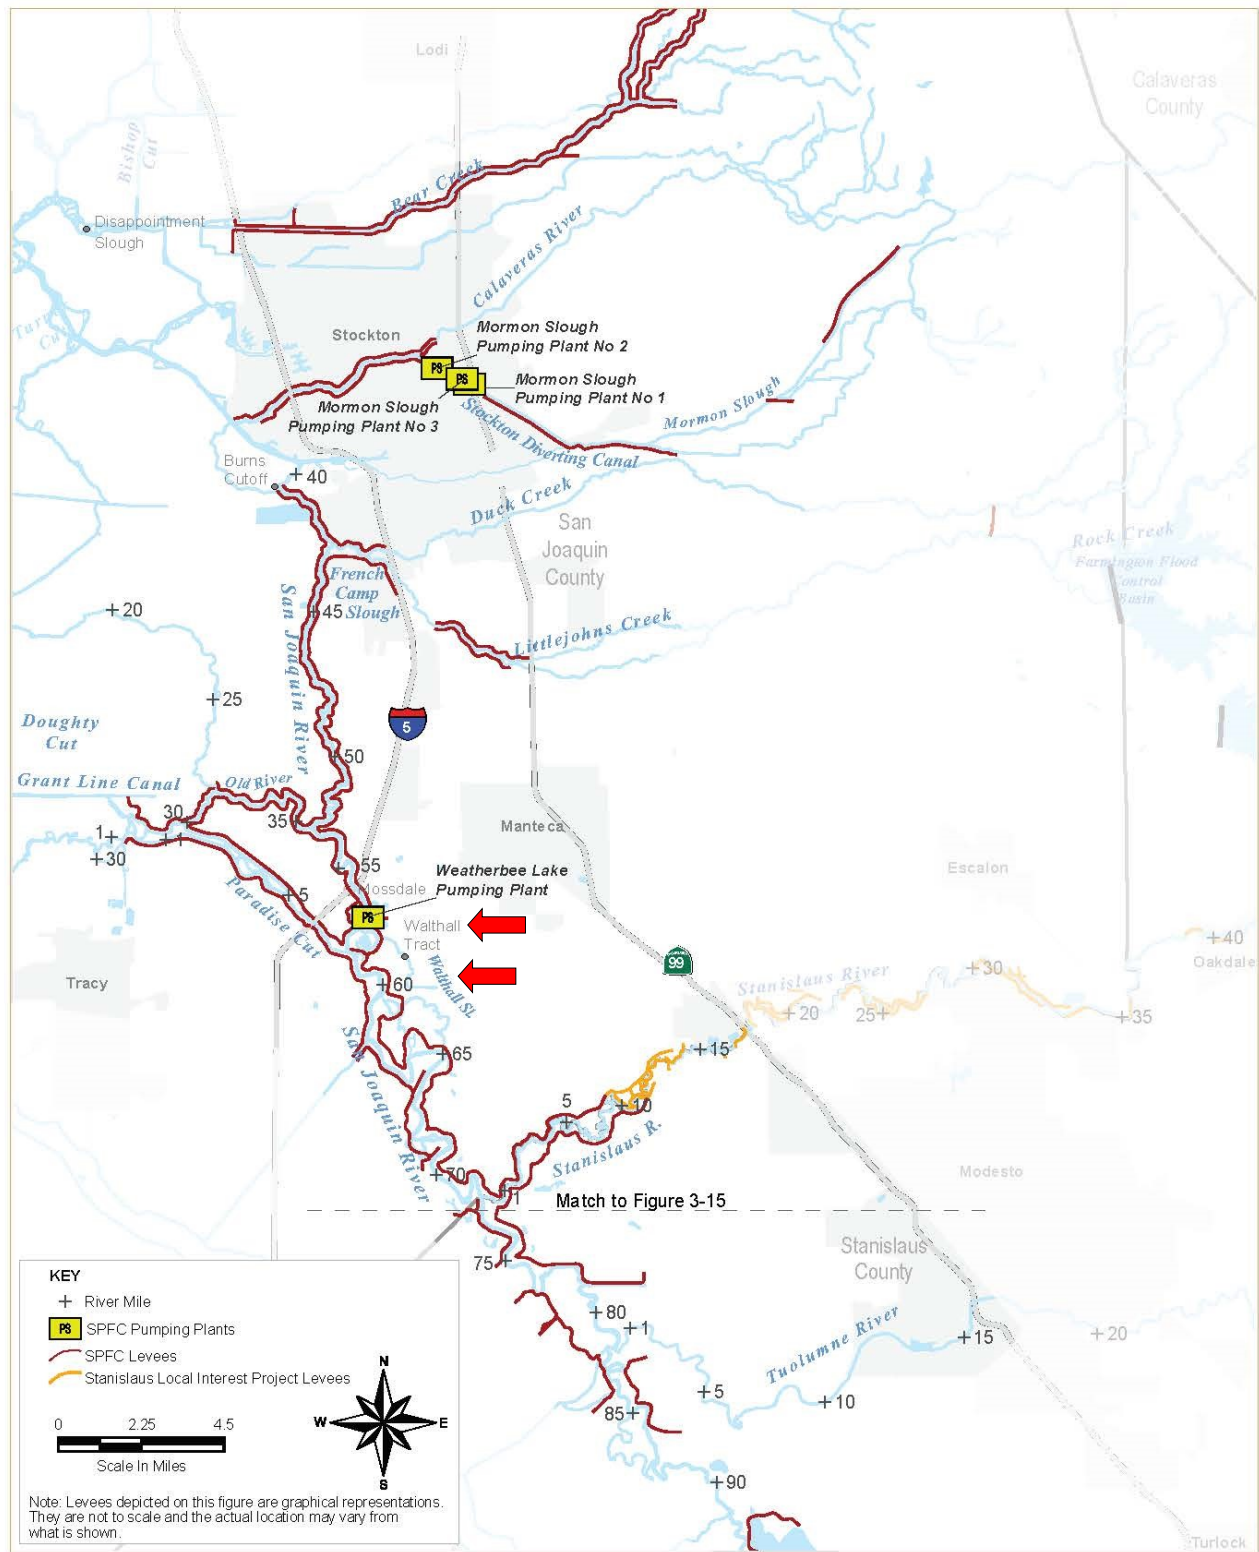 Lodi
Calaveras
County
Bishop
Cut
Bear Creek
Disappointment
Slough
Calaveras River
Stockton
Mormon Slough
Pumping Plant No 2
PS
PS
Mormon Slough
Pumping Plant No 1
Mormon Slough
Pumping Plant No 3
Mormon Slough
Stockton Diverting Canal
Burns
Cutoff
40
Duck Creek
San
Joaquin
County
Rock Creek
Farmington Flood
Control
Basin
French
Camp
Slough
20
45
San Joaquin River
Littlejohns Creek
25
5
Doughty
Cut
50
Grant Line Canal
Old River
30
35
1
1
30
Manteca
55
Mossdale
Weatherbee Lake
Pumping Plant
Escalon
5
PS
Paradise Cut
Walthall
Tract
Walthall SL
40
Oakdale
99
Tracy
60
Stanislaus River
30
20
25
35
San Joaquin River
65
15
5
10
Stanislaus R.
70
1
Modesto
Match to Figure 3-15
75
Stanislaus
County
80
1
Tuolumne River
15
20
5
10
85
90
Turlock
KEY
River Mile
PS SPFC Pumping Plants
SPFC Levees
Stanislaus Local Interest Project Levees
N
W E
S
0 2.25 4.5
Scale In Miles
Note: Levees depicted on this figure are graphical representations.
They are not to scale and the actual location may vary from
what is shown.